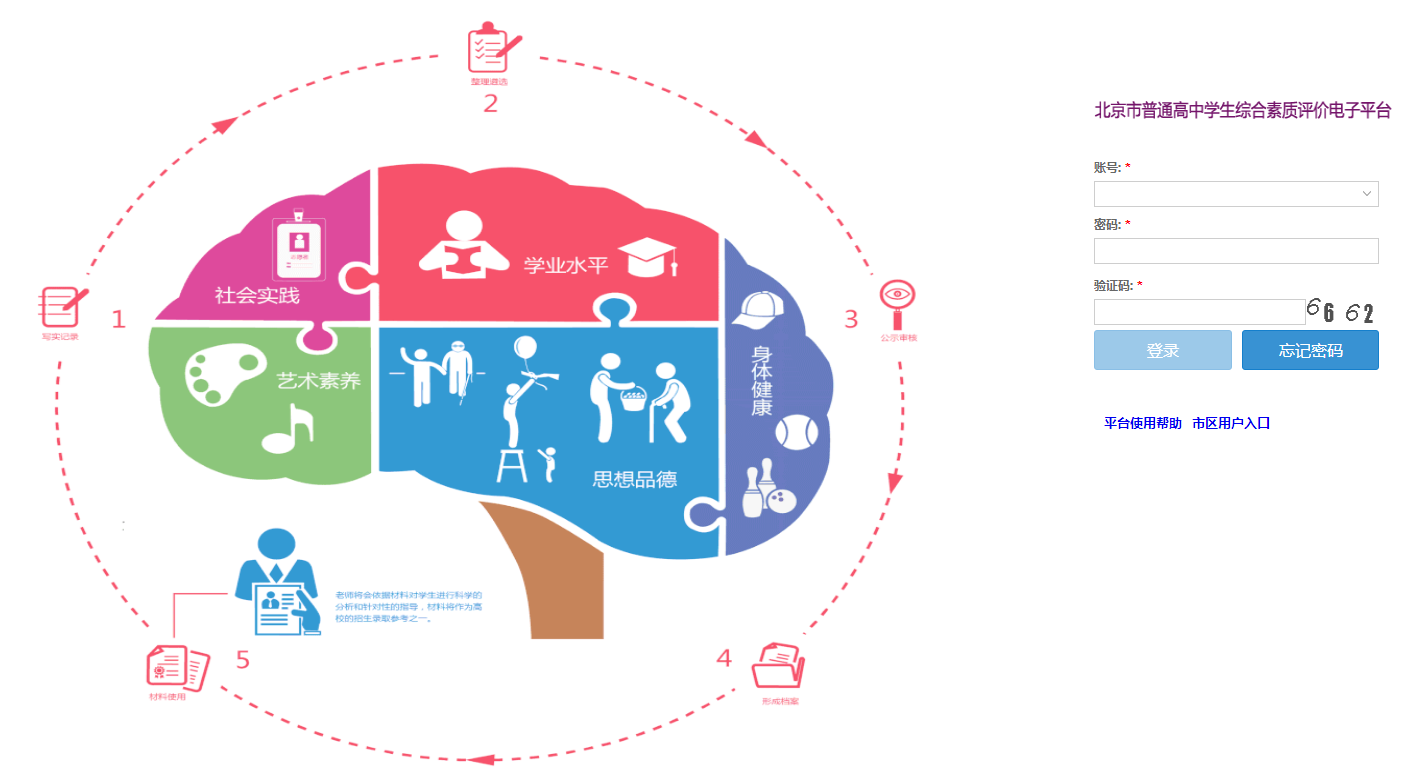 整理遴选
2
北京市普通高中学生综合素质评价电子平台
账号: *
密码: *
验证码: *
6 6 6 2
登录
忘记密码
平台使用帮助 市区用户入口
学业水平
社会实践
写实记录
1
3
公示审核
艺术素养
身体健康
思想品德
:
老师将会依据材料对学生进行科学的
分析和针对性的指导，材料将作为高
校的招生录取参考之一。
5
材料使用
4
形成档案